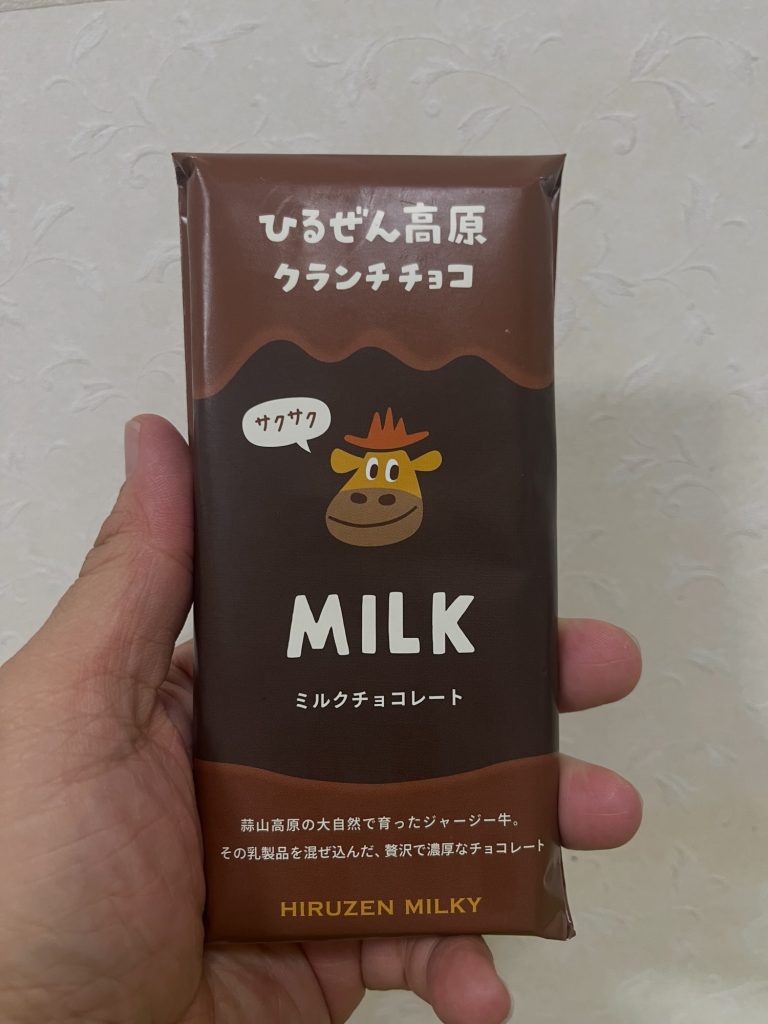 ひるぜん高原
クランチチョコ
サクサク
MILK
ミルクチョコレート
蒜山高原の大自然で育ったジャージー牛。
その乳製品を混ぜ込んだ、贅沢で濃厚なチョコレート
HIRUZEN MILKY